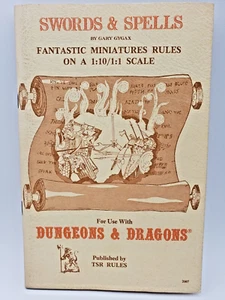 SWORDS & SPELLS
BY GARY GYGAX
FANTASTIC MINIATURES RULES
ON A 1:10/1:1 SCALE
For Use With
DUNGEONS & DRAGONS®
Published by
TSR RULES